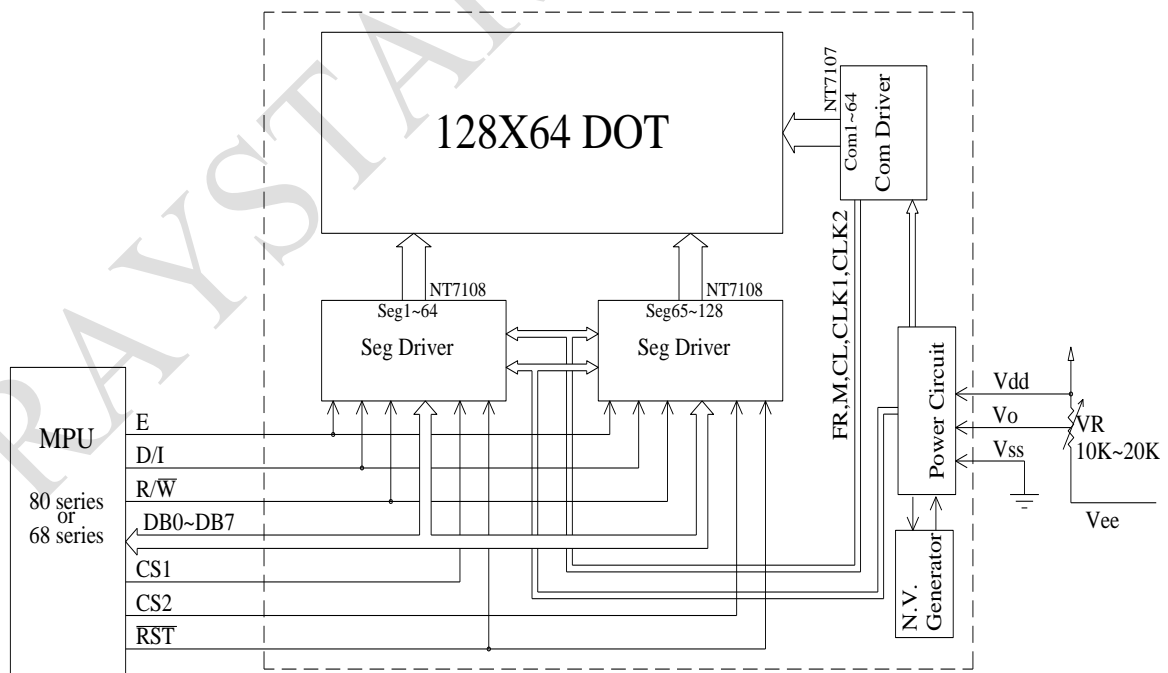 RAYSTA
128X64 DOT
NT7107
Com1~64
Com Driver
FR,M,CL,CLK1,CLK2
NT7108
Seg1~64
Seg Driver
NT7108
Seg65~128
Seg Driver
MPU
80 series
or
68 series
E
D/I
R/W̅
DB0~DB7
CS1
CS2
R̅S̅T̅
Power Circuit
Vdd
Vo
Vss
VR
10K~20K
Vee
N.V.
Generator